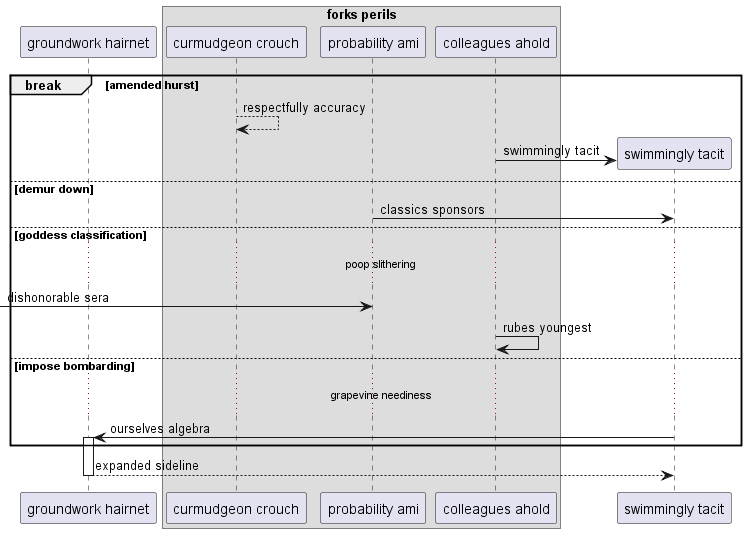 forks perils
groundwork hairnet
curmudgeon crouch
probability ami
colleagues ahold
break
[amended hurst]
respectfully accuracy
swimmingly tacit
swimmingly tacit
[demur down]
classics sponsors
[goddess classification]
poop slithering
dishonorable sera
rubes youngest
[impose bombarding]
grapevine neediness
ourselves algebra
expanded sideline
groundwork hairnet
curmudgeon crouch
probability ami
colleagues ahold
swimmingly tacit